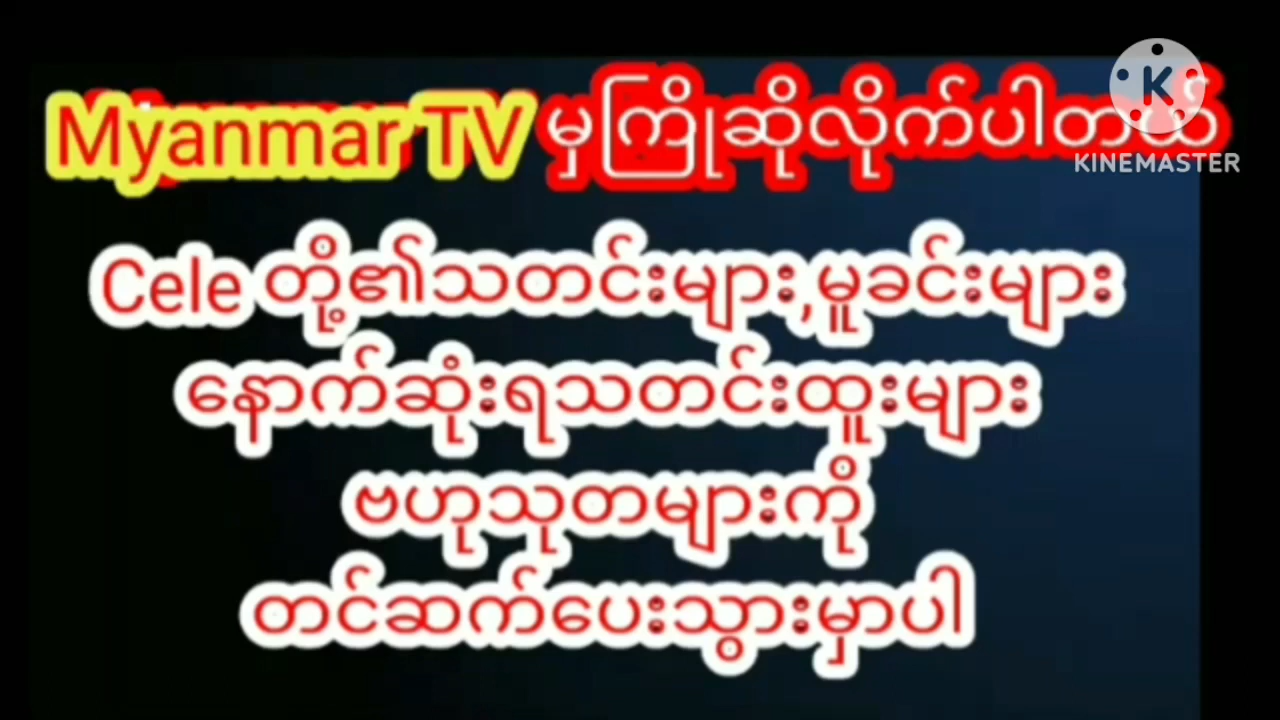 Myanmar TV မှကြိုဆိုလိုက်ပါတယ်
KINEMASTER
Cele တို့၏သတင်းများ,မူခင်းများ
နောက်ဆုံးရသတင်းထူးများ
ဗဟုသုတများကို
တင်ဆက်ပေးသွားမှာပါ